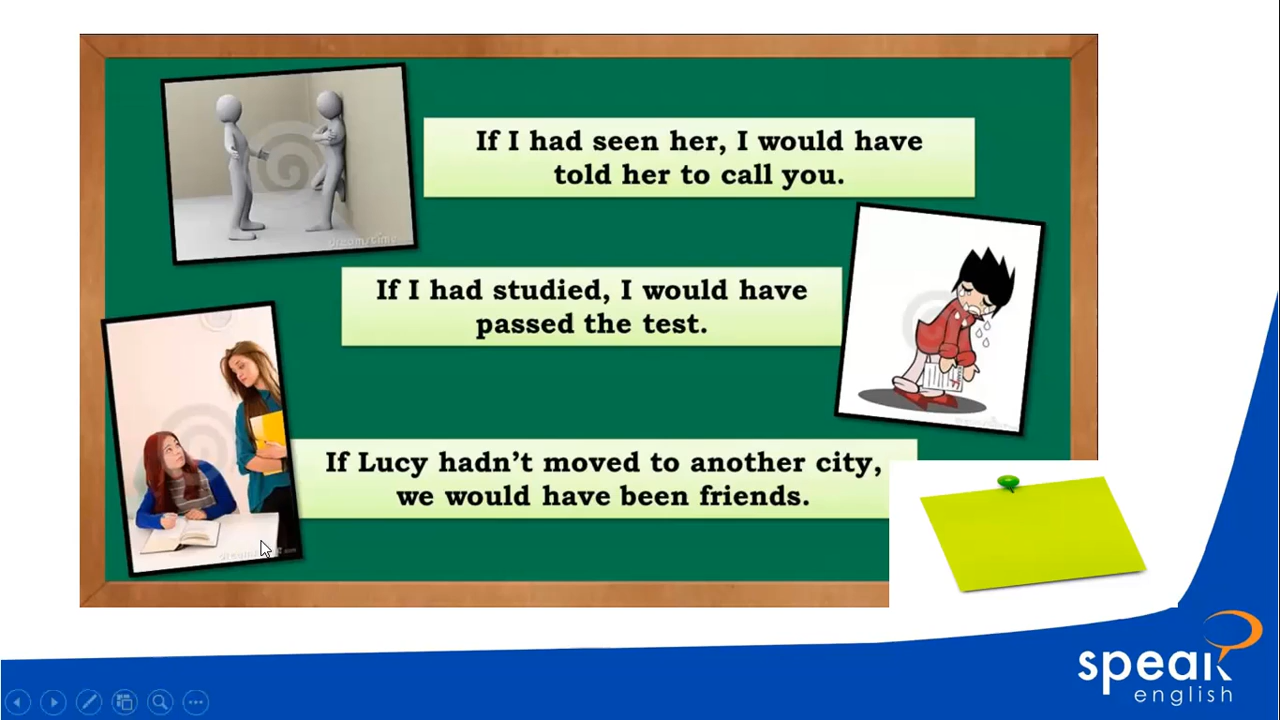 If I had seen her, I would have
told her to call you.
dreamstime
If I had studied, I would have
passed the test.
If Lucy hadn't moved to another city,
we would have been friends.
speak
english